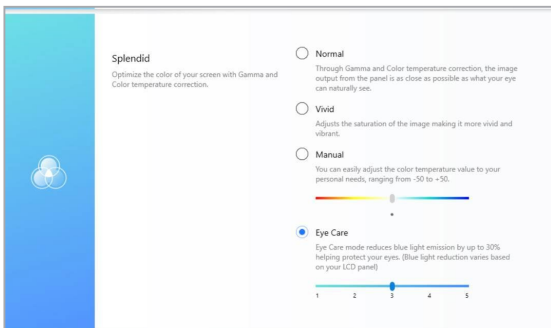 Splendid
Optimize the color of your screen with Gamma and
Color temperature correction.
Normal
Through Gamma and Color temperature correction, the image
output from the panel is as close as possible as what your eye
can naturally see.
Vivid
Adjusts the saturation of the image making it more vivid and
vibrant.
Manual
You can easily adjust the color temperature value to your
personal needs, ranging from -50 to +50.
Eye Care
Eye Care mode reduces blue light emission by up to 30%
helping protect your eyes. (Blue light reduction varies based
on your LCD panel)
1 2 3 4 5